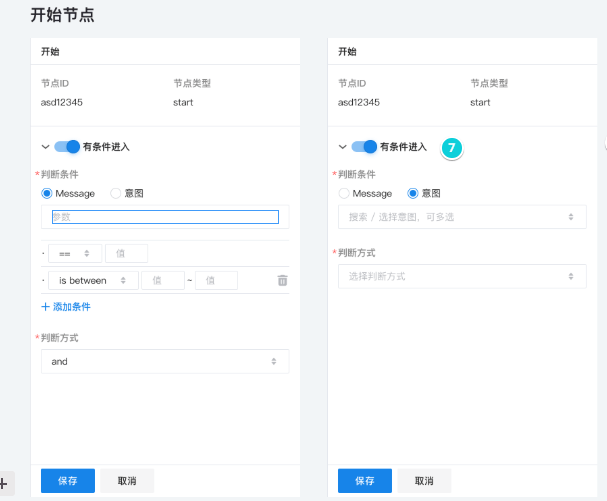 开始节点
开始
节点ID 节点类型
asd12345 start
有条件进入
*判断条件
Message 意图
参数
· == 值
· is between 值 ~ 值
+ 添加条件
*判断方式
and
保存 取消
开始
节点ID 节点类型
asd12345 start
有条件进入 7
*判断条件
Message 意图
搜索 / 选择意图，可多选
*判断方式
选择判断方式
保存 取消